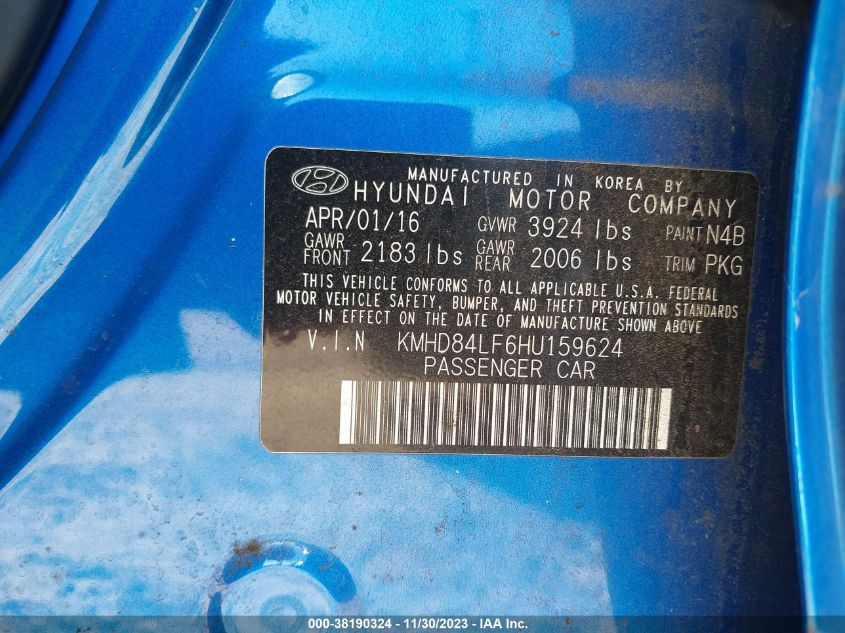 MANUFACTURED IN KOREA BY
HYUNDAI MOTOR COMPANY
APR/01/16 GVWR 3924 lbs PAINT N4B
GAWR FRONT 2183 lbs GAWR REAR 2006 lbs TRIM PKG
THIS VEHICLE CONFORMS TO ALL APPLICABLE U.S.A. FEDERAL
MOTOR VEHICLE SAFETY, BUMPER, AND THEFT PREVENTION STANDARDS
IN EFFECT ON THE DATE OF MANUFACTURE SHOWN ABOVE
V.I.N KMHD84LF6HU159624
PASSENGER CAR
000-38190324 - 11/30/2023 - IAA Inc.